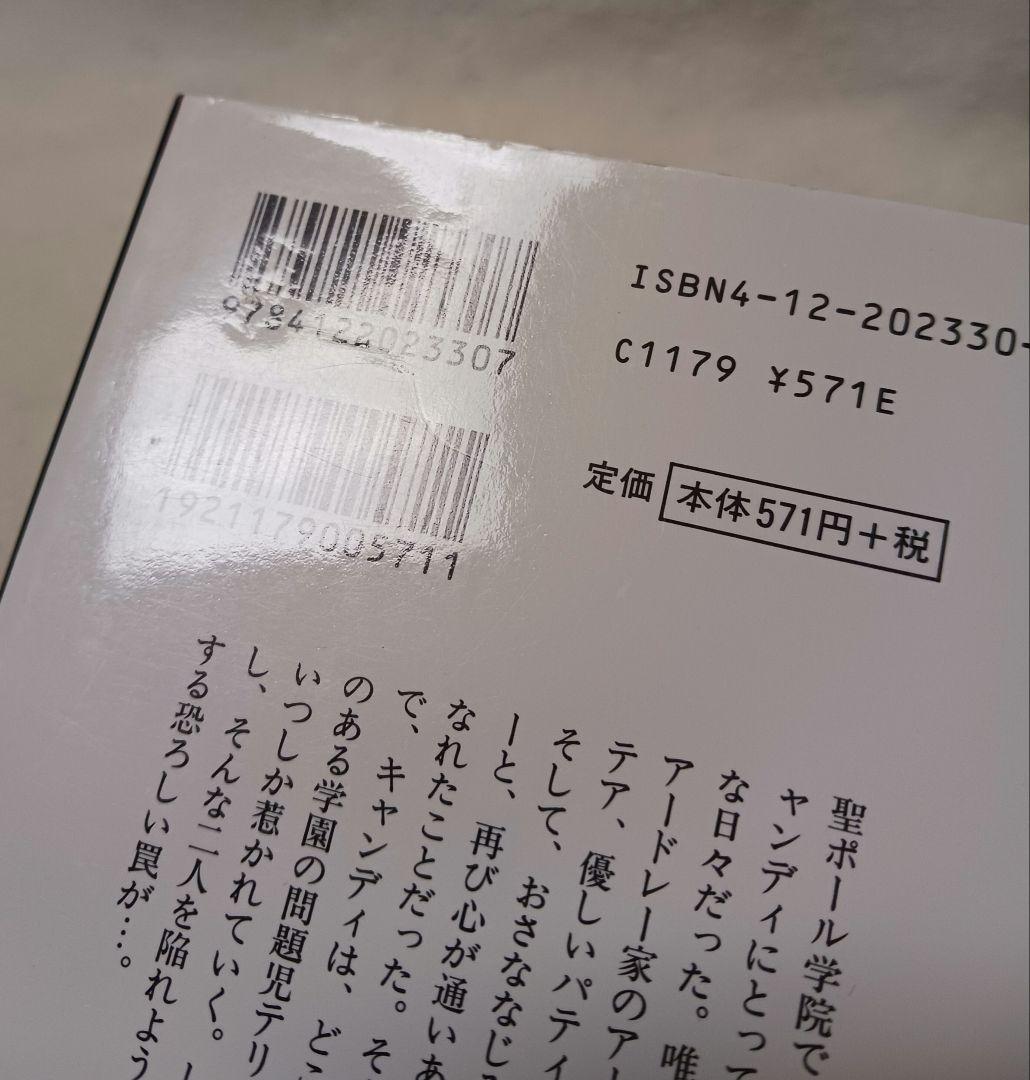 9784122023307
1921179005711
ISBN4-12-202330-
C1179 ¥571E
定価 本体571円＋税
聖ポール学院で
ャンディにとって
な日々だった。唯
アードレー家のアー
テア、優しいパティ
そして、おさななじ
ーと、再び心が通いあ
なれたことだった。そ
で、キャンディは、どこ
のある学園の問題児テリ
いつしか惹かれていく。
し、そんな二人を陥れよう
する恐ろしい罠が…。